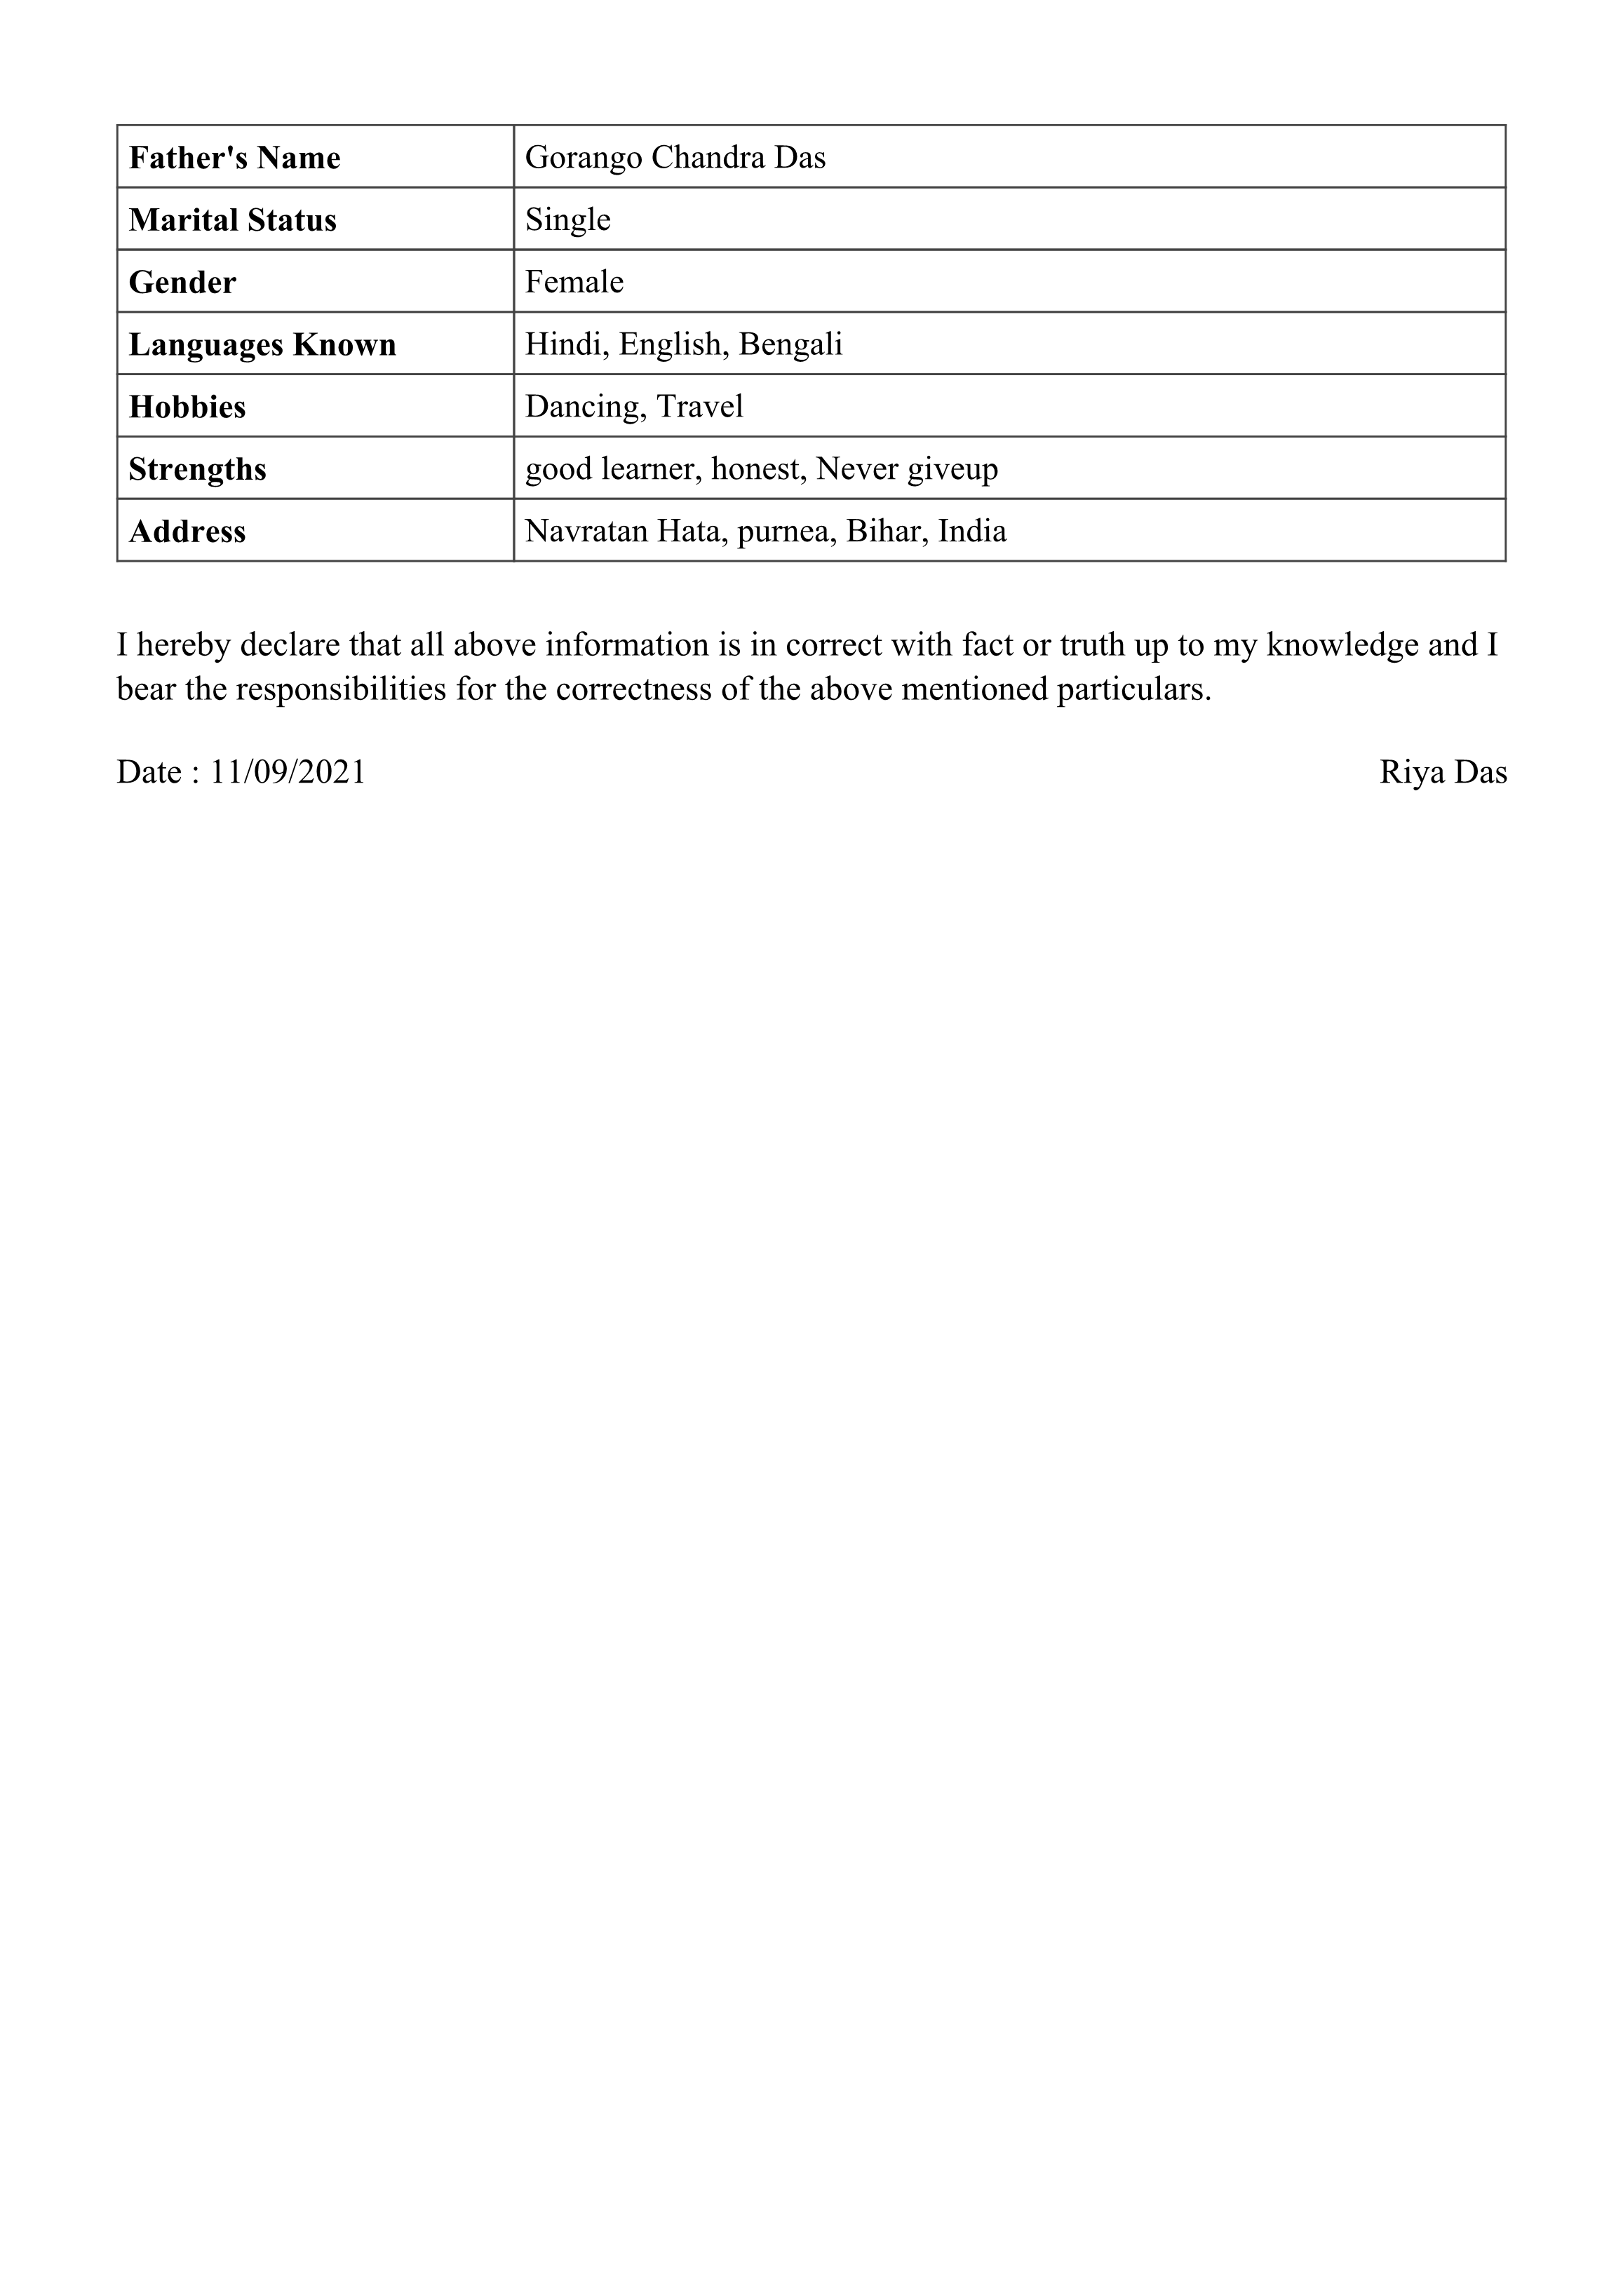 Father's Name Gorango Chandra Das
Marital Status Single
Gender Female
Languages Known Hindi, English, Bengali
Hobbies Dancing, Travel
Strengths good learner, honest, Never giveup
Address Navratan Hata, purnea, Bihar, India
I hereby declare that all above information is in correct with fact or truth up to my knowledge and I
bear the responsibilities for the correctness of the above mentioned particulars.
Date : 11/09/2021 Riya Das